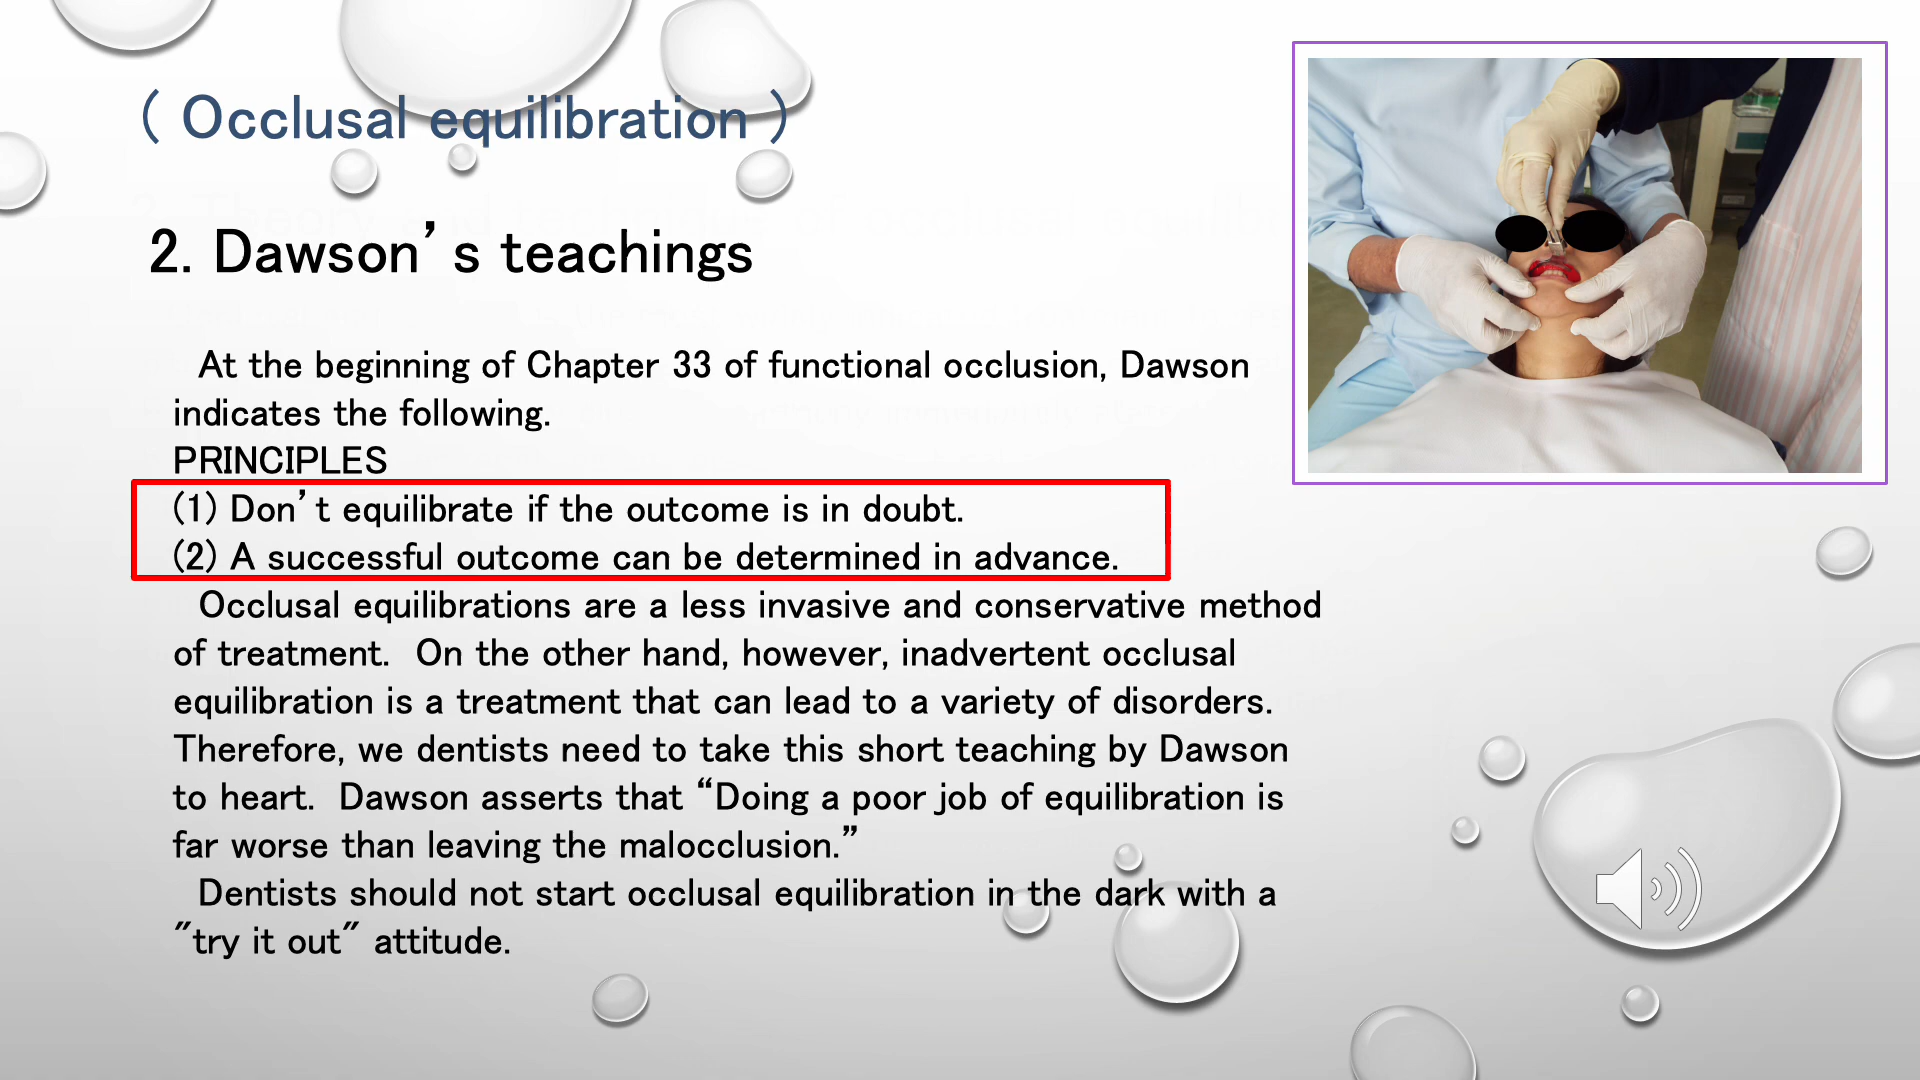 ( Occlusal equilibration )
2. Dawson’s teachings
At the beginning of Chapter 33 of functional occlusion, Dawson
indicates the following.
PRINCIPLES
(1) Don’t equilibrate if the outcome is in doubt.
(2) A successful outcome can be determined in advance.
Occlusal equilibrations are a less invasive and conservative method
of treatment. On the other hand, however, inadvertent occlusal
equilibration is a treatment that can lead to a variety of disorders.
Therefore, we dentists need to take this short teaching by Dawson
to heart. Dawson asserts that “Doing a poor job of equilibration is
far worse than leaving the malocclusion.”
Dentists should not start occlusal equilibration in the dark with a
"try it out" attitude.